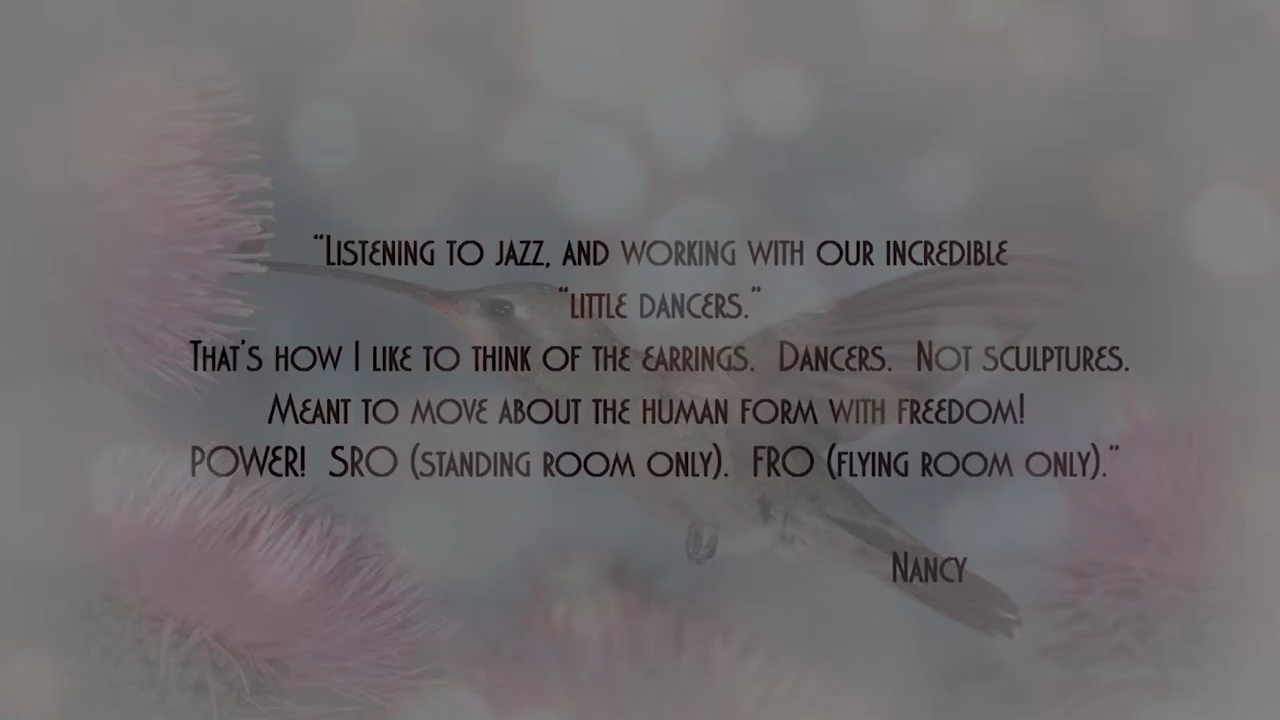 “Listening to jazz, and working with our incredible
“little dancers.”
That’s how I like to think of the earrings.  Dancers.  Not sculptures.
Meant to move about the human form with freedom!
POWER!  SRO (standing room only).  FRO (flying room only).”
Nancy